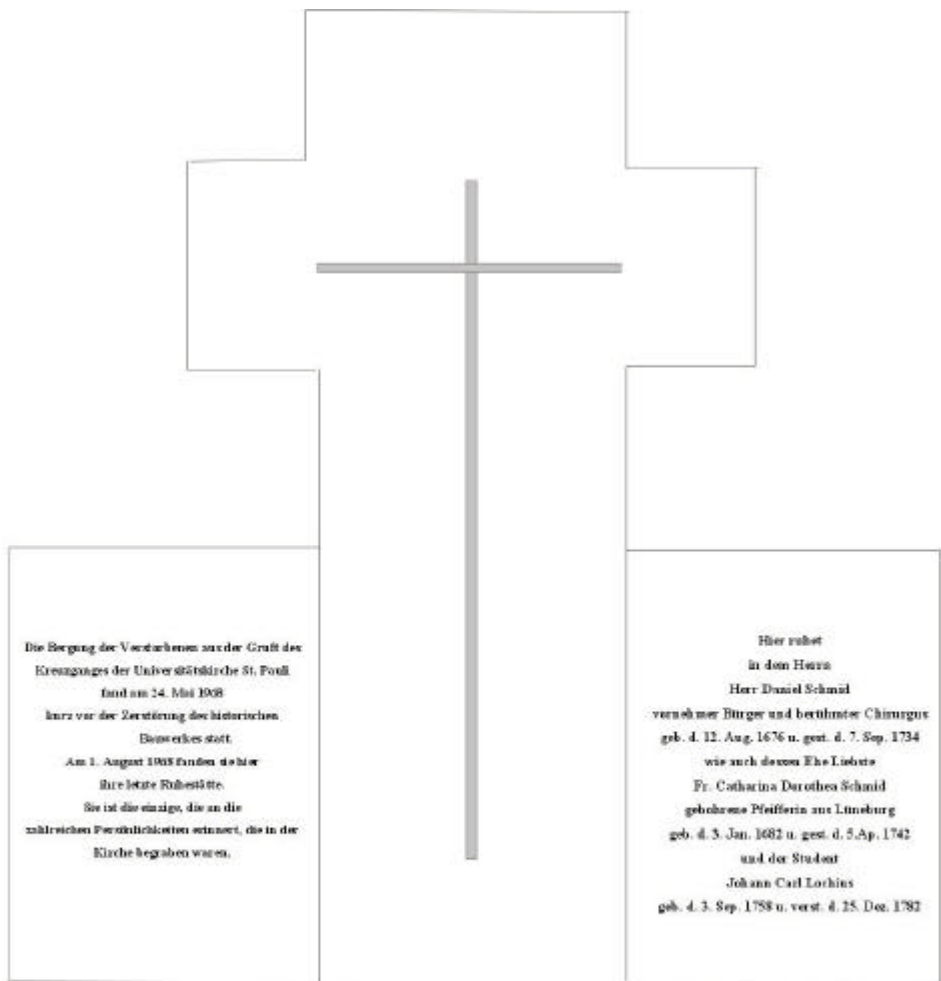 Die Bergung der Verstorbenen aus der Gruft des
Kreuzganges der Universitätskirche St. Pauli
fand am 24. Mai 1968
kurz vor der Zerstörung des historischen
Bauwerkes statt.
Am 1. August 1968 fanden sie hier
ihre letzte Ruhestätte.
Sie ist die einzige, die an die
zahlreichen Persönlichkeiten erinnert, die in der
Kirche begraben waren.
Hier ruhet
in dem Herrn
Herr Daniel Schmid
vornehmer Bürger und berühmter Chirurgus
geb. d. 12. Aug. 1676 u. gest. d. 7. Sep. 1734
wie auch dessen Ehe Liebste
Fr. Catharina Dorothea Schmid
gebohrene Pfeifferin aus Lüneburg
geb. d. 3. Jan. 1682 u. gest. d. 5.Ap. 1742
und der Student
Johann Carl Lochius
geb. d. 3. Sep. 1758 u. verst. d. 25. Dez. 1782